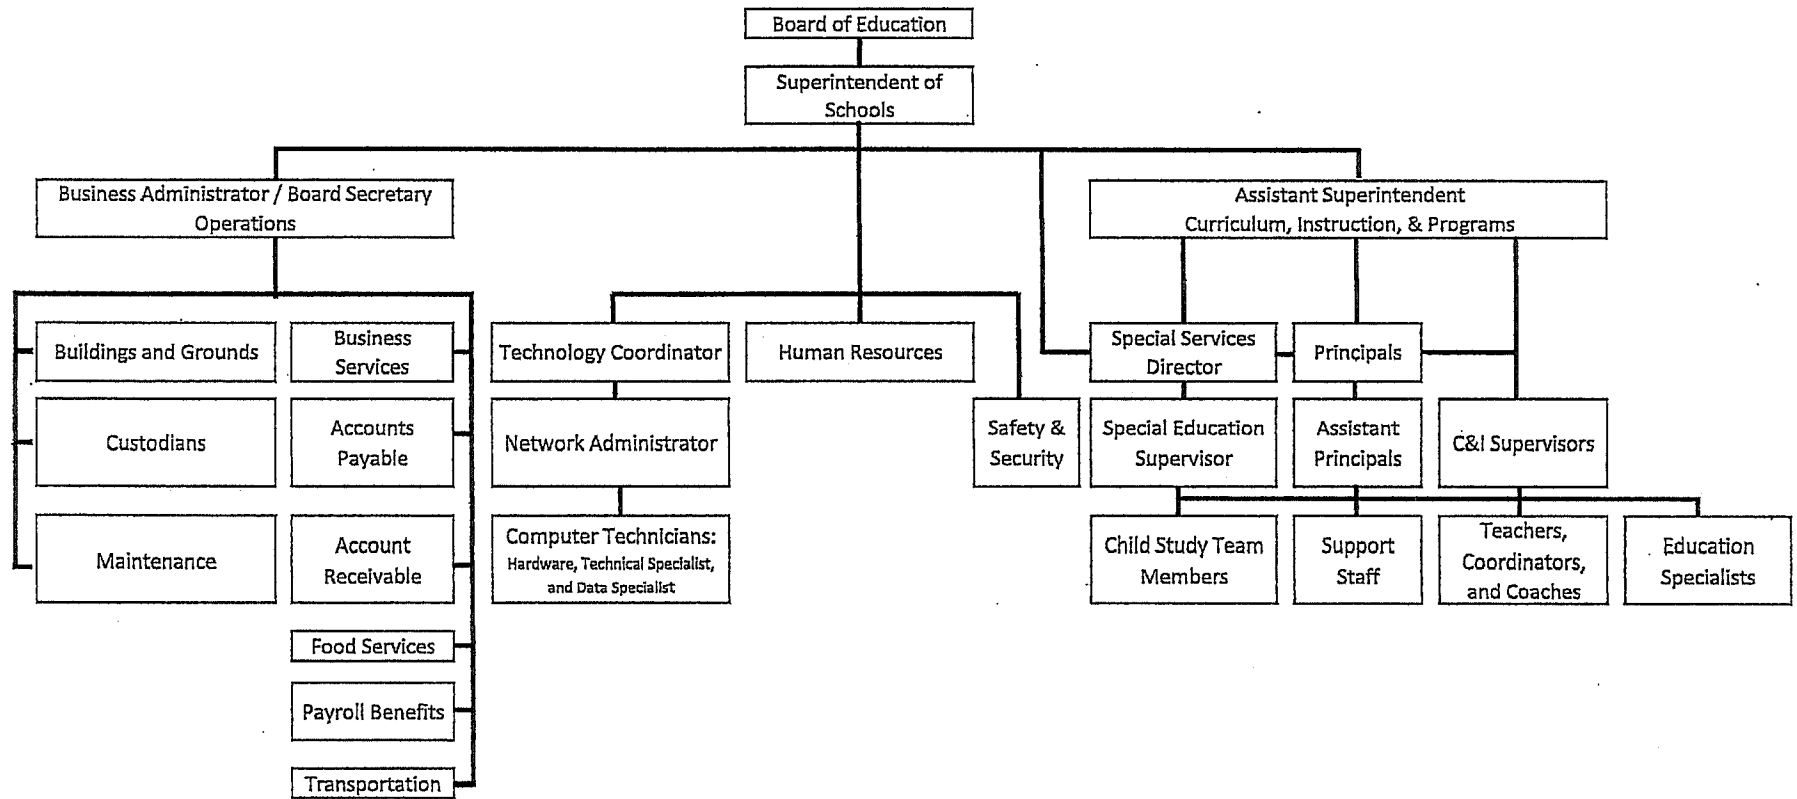 Board of Education
Superintendent of
Schools
Business Administrator / Board Secretary
Operations
Assistant Superintendent
Curriculum, Instruction, & Programs
Buildings and Grounds
Business
Services
Technology Coordinator
Human Resources
Special Services
Director
Principals
Custodians
Accounts
Payable
Network Administrator
Safety &
Security
Special Education
Supervisor
Assistant
Principals
C&I Supervisors
Maintenance
Account
Receivable
Computer Technicians:
Hardware, Technical Specialist,
and Data Specialist
Child Study Team
Members
Support
Staff
Teachers,
Coordinators,
and Coaches
Education
Specialists
Food Services
Payroll Benefits
Transportation